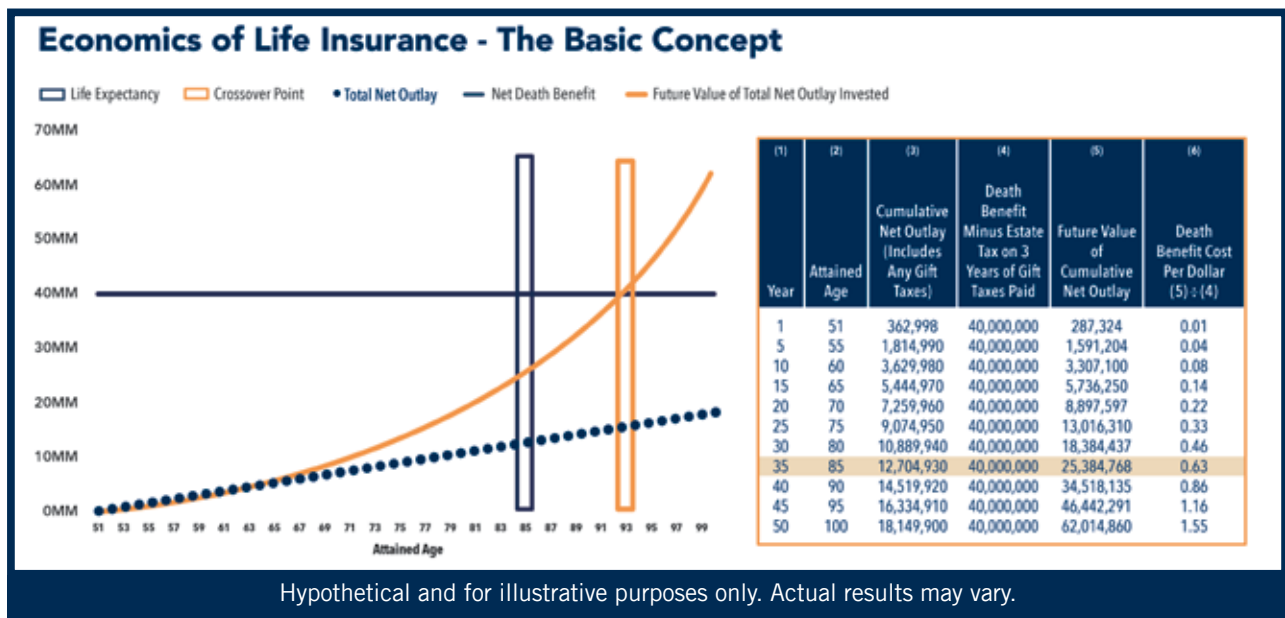 Economics of Life Insurance - The Basic Concept
Life Expectancy Crossover Point Total Net Outlay Net Death Benefit Future Value of Total Net Outlay Invested
70MM
60MM
50MM
40MM
30MM
20MM
10MM
0MM
51 53 55 57 59 61 63 65 67 69 71 73 75 77 79 81 83 85 87 89 91 93 95 97 99
Attained Age
(1) (2) (3) (4) (5) (6)
Year
Attained
Age
Cumulative
Net Outlay
(Includes
Any Gift
Taxes)
Death
Benefit
Minus Estate
Tax on 3
Years of Gift
Taxes Paid
Future Value
of
Cumulative
Net Outlay
Death
Benefit Cost
Per Dollar
(5) ÷ (4)
1 51 362,998 40,000,000 287,324 0.01
5 55 1,814,990 40,000,000 1,591,204 0.04
10 60 3,629,980 40,000,000 3,307,100 0.08
15 65 5,444,970 40,000,000 5,736,250 0.14
20 70 7,259,960 40,000,000 8,897,597 0.22
25 75 9,074,950 40,000,000 13,016,310 0.33
30 80 10,889,940 40,000,000 18,384,437 0.46
35 85 12,704,930 40,000,000 25,384,768 0.63
40 90 14,519,920 40,000,000 34,518,135 0.86
45 95 16,334,910 40,000,000 46,442,291 1.16
50 100 18,149,900 40,000,000 62,014,860 1.55
Hypothetical and for illustrative purposes only. Actual results may vary.